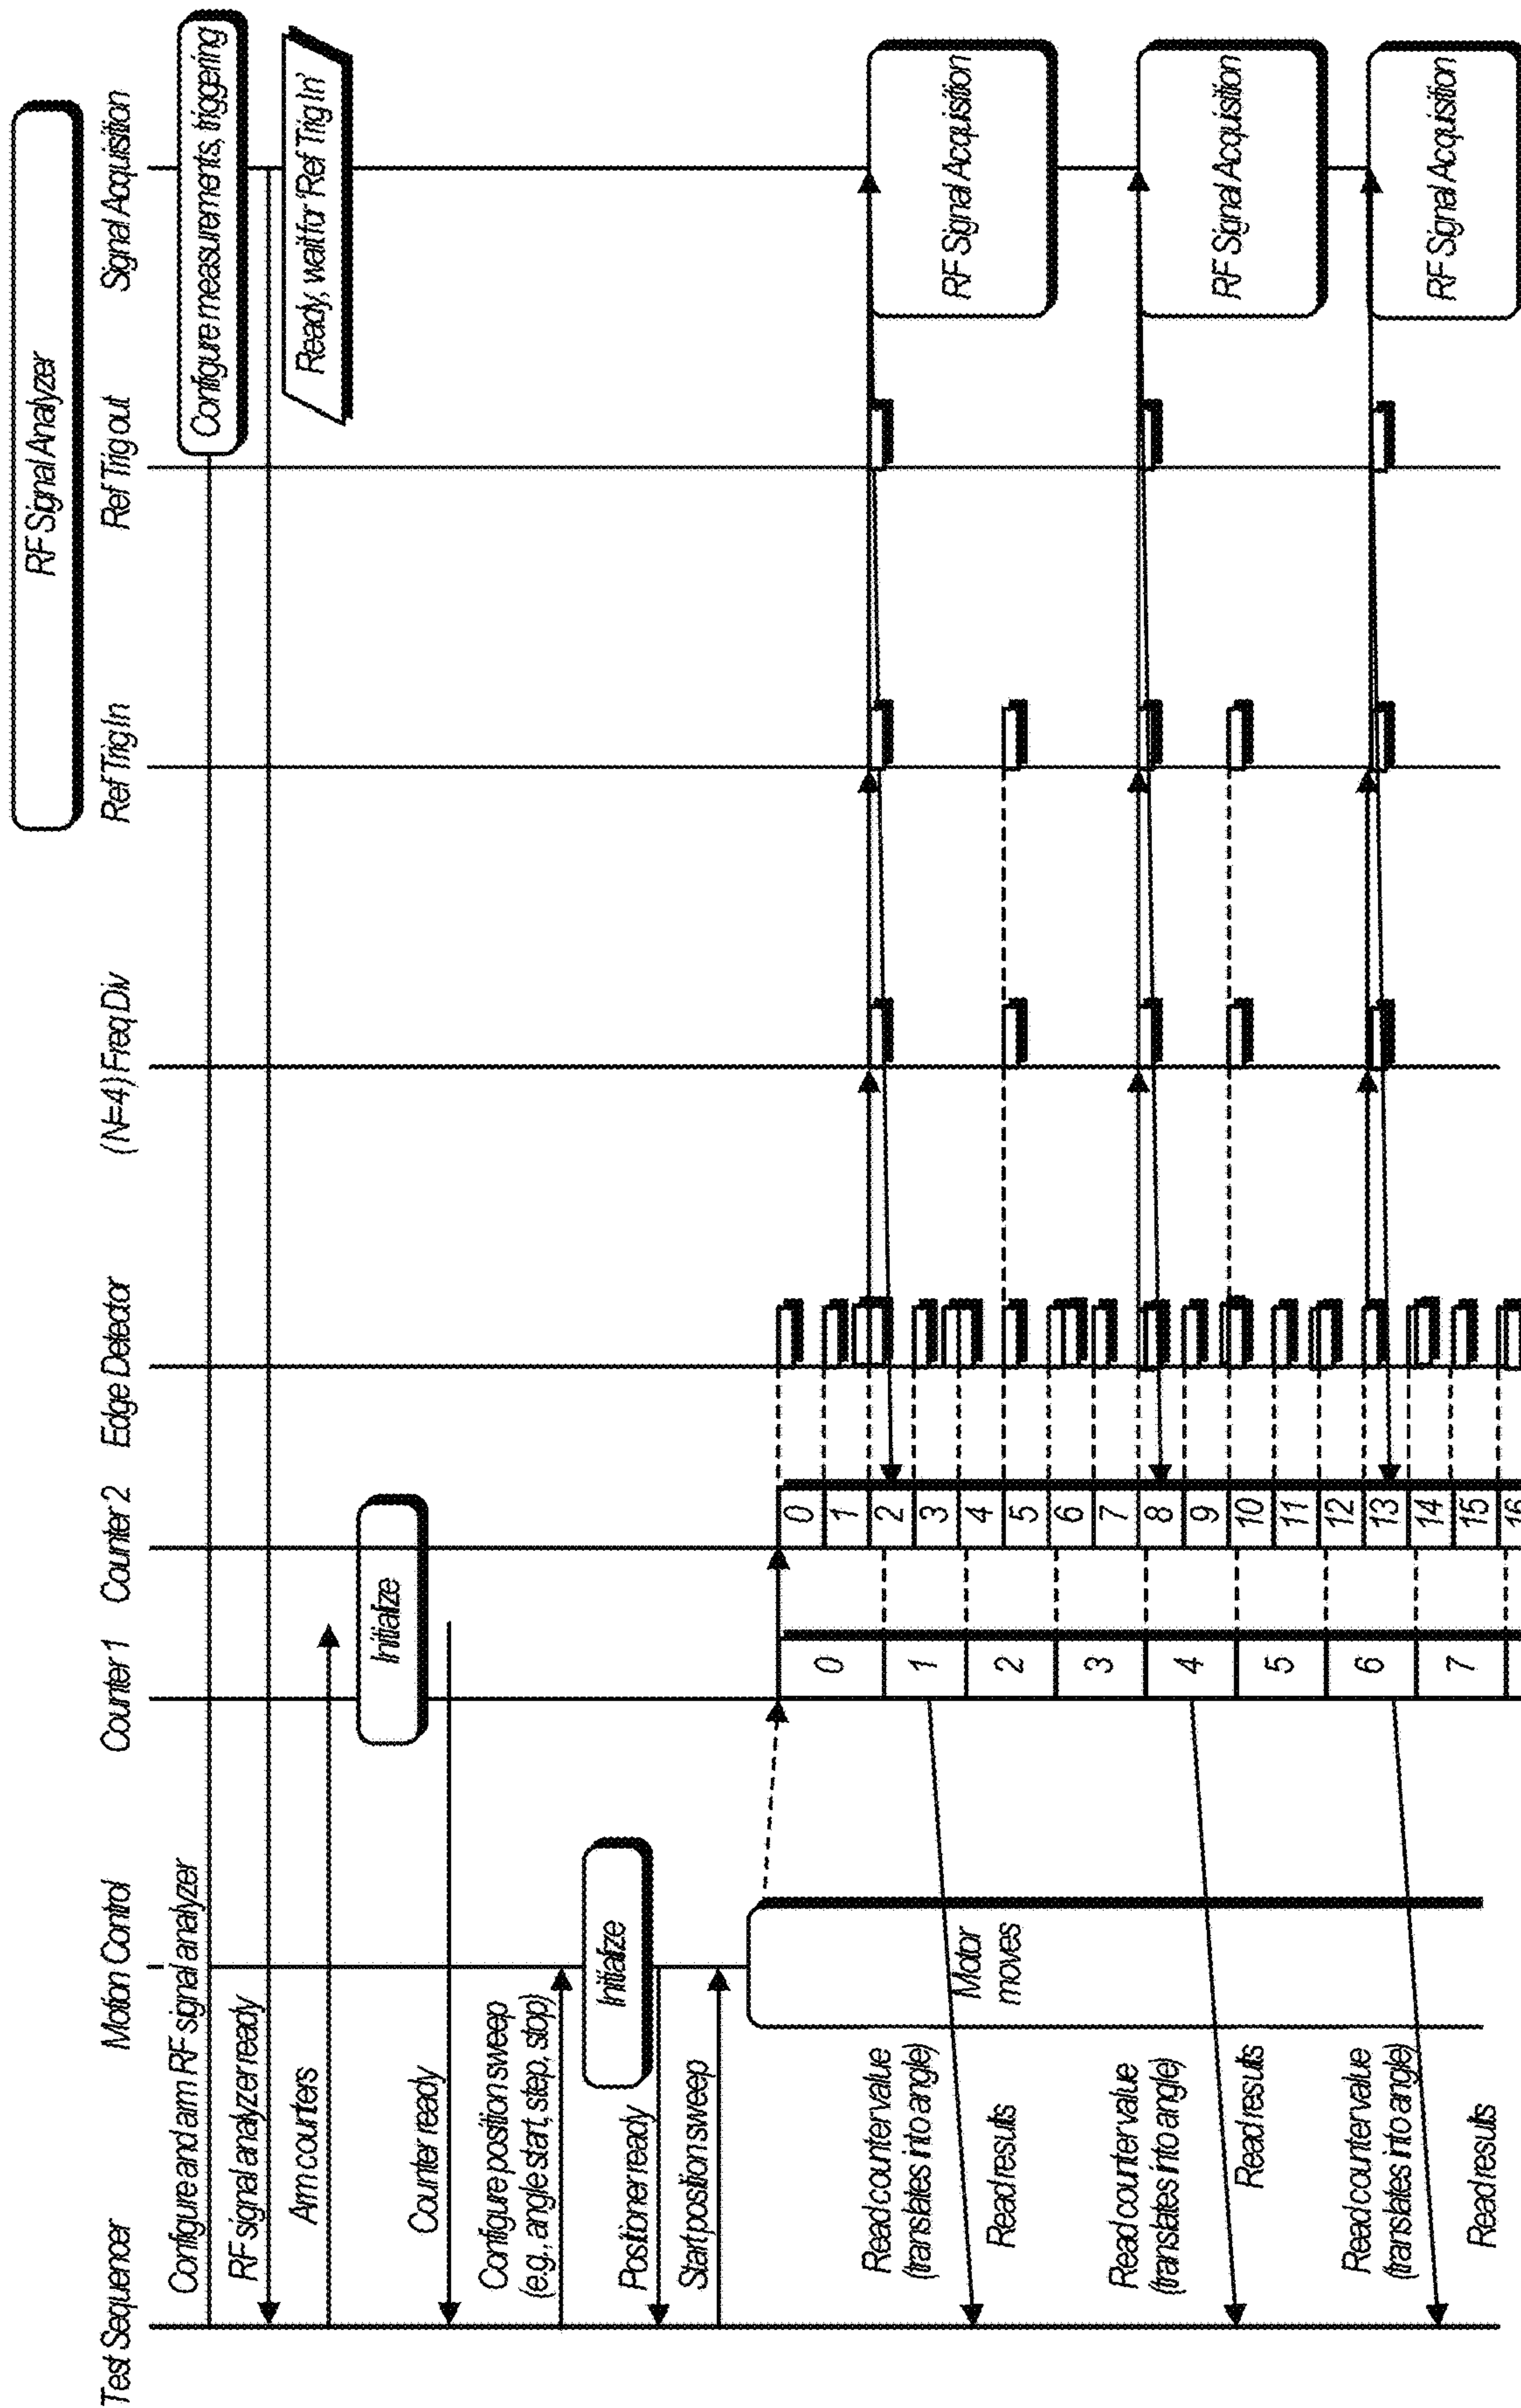 RF Signal Analyzer
Test Sequencer
Motion Control
Counter 1
Counter 2
Edge Detector
(N=4) Freq Div
Ref Trig In
Ref Trig out
Signal Acquisition
Configure and arm RF signal analyzer
Configure measurements, triggering
RF signal analyzer ready
Ready, wait for 'Ref Trig In'
Arm counters
Initialize
Counter ready
Configure position sweep
(e.g., angle start, step, stop)
Initialize
Positioner ready
Start position sweep
Motor
moves
0
1
2
3
4
5
6
7
0
1
2
3
4
5
6
7
8
9
10
11
12
13
14
15
16
RF Signal Acquisition
Read counter value
(translates into angle)
Read results
RF Signal Acquisition
Read counter value
(translates into angle)
Read results
RF Signal Acquisition
Read counter value
(translates into angle)
Read results